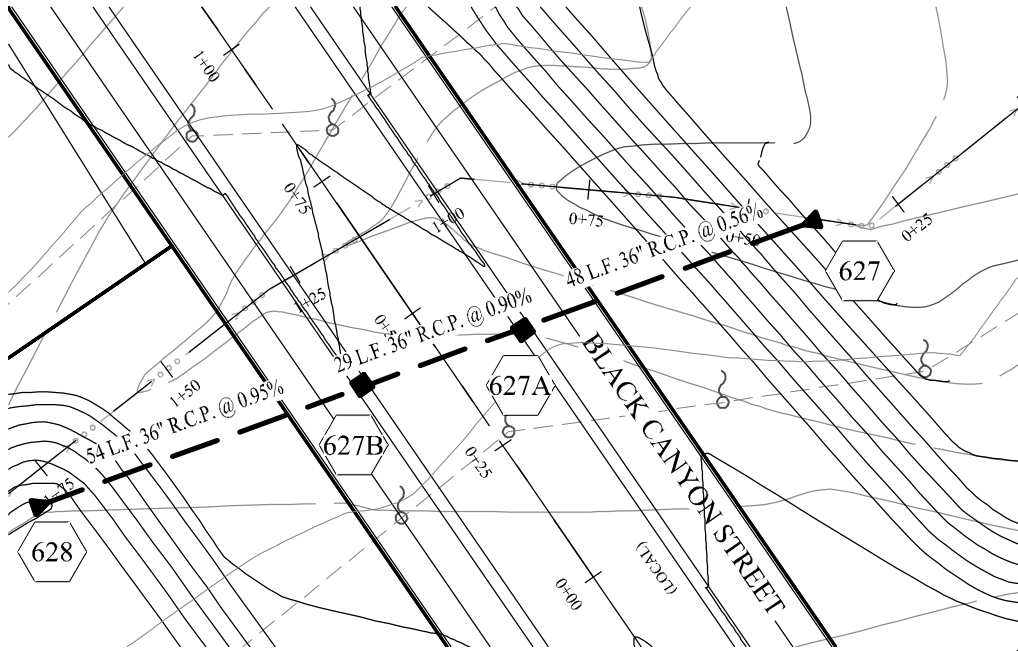 1+00
0+75
1+00
0+75
0+25
48 L.F. 36" R.C.P. @ 0.56%
627
1+25
29 L.F. 36" R.C.P. @ 0.90%
627A
BLACK CANYON STREET
1+50
54 L.F. 36" R.C.P. @ 0.95%
627B
0+25
1+75
628
(LOCAL)
0+00